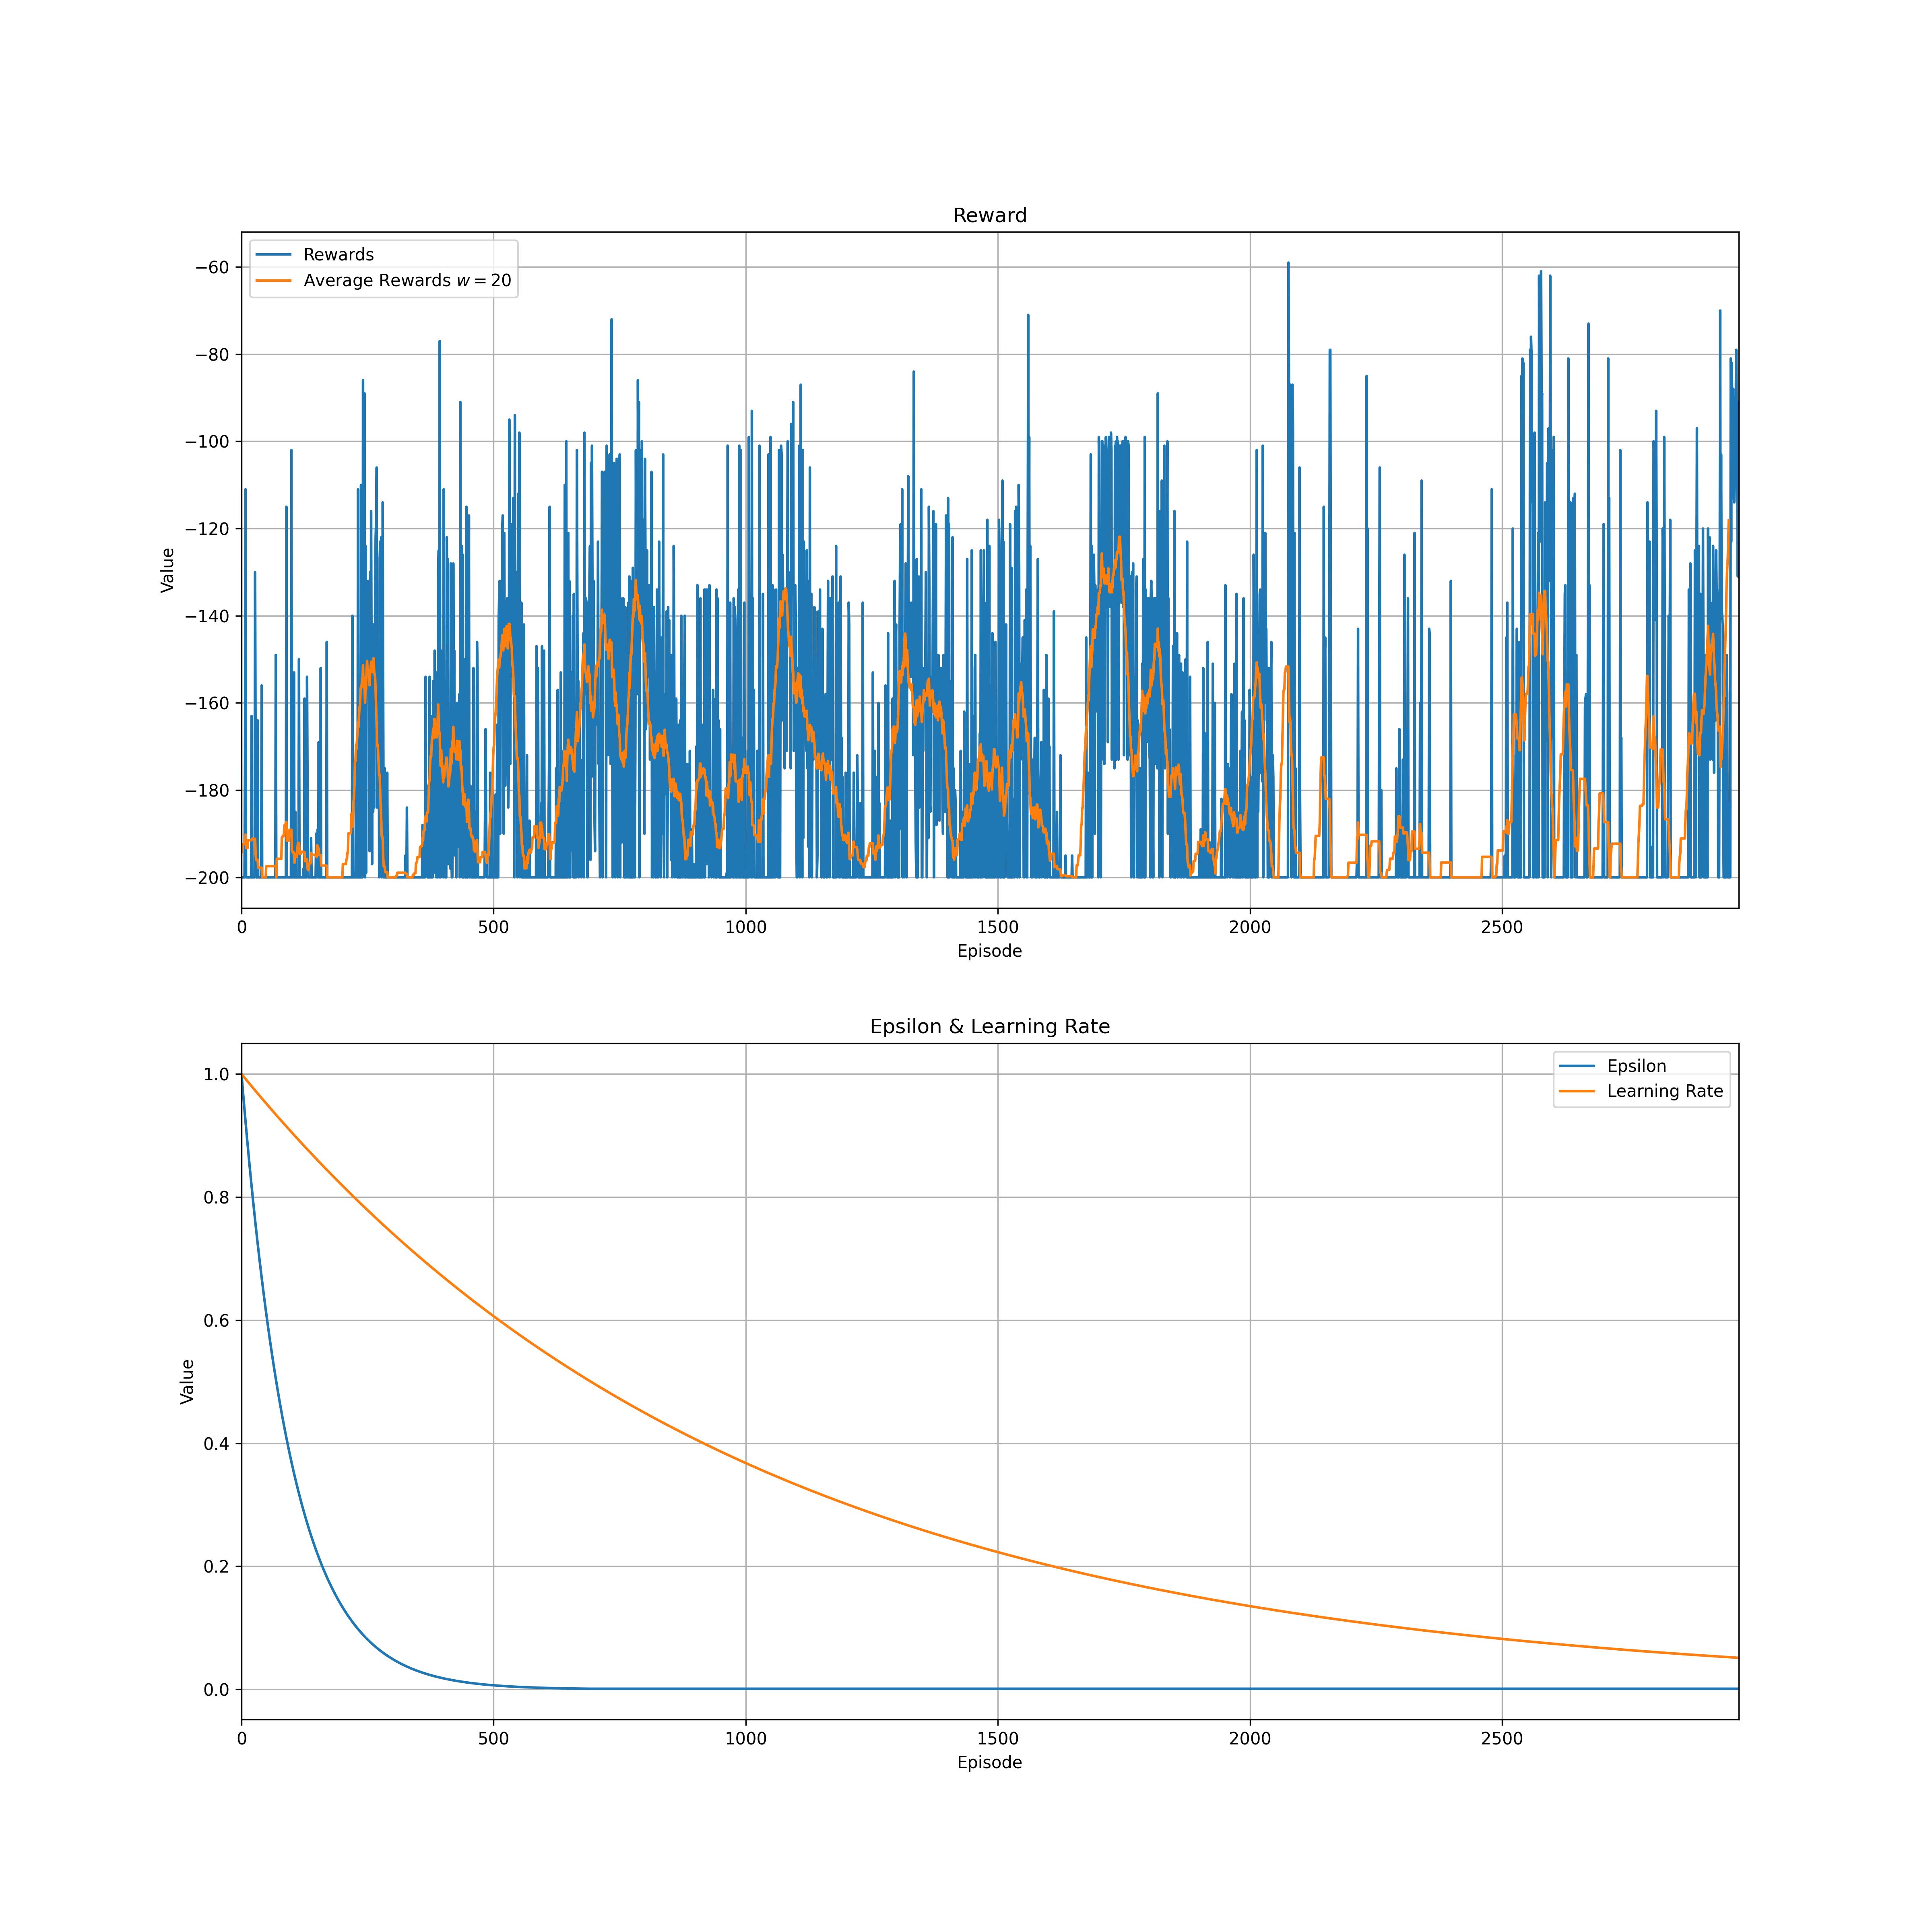 Reward
Rewards
Average Rewards w = 20
Value
−60
−80
−100
−120
−140
−160
−180
−200
0 500 1000 1500 2000 2500
Episode
Epsilon & Learning Rate
Epsilon
Learning Rate
Value
1.0
0.8
0.6
0.4
0.2
0.0
0 500 1000 1500 2000 2500
Episode